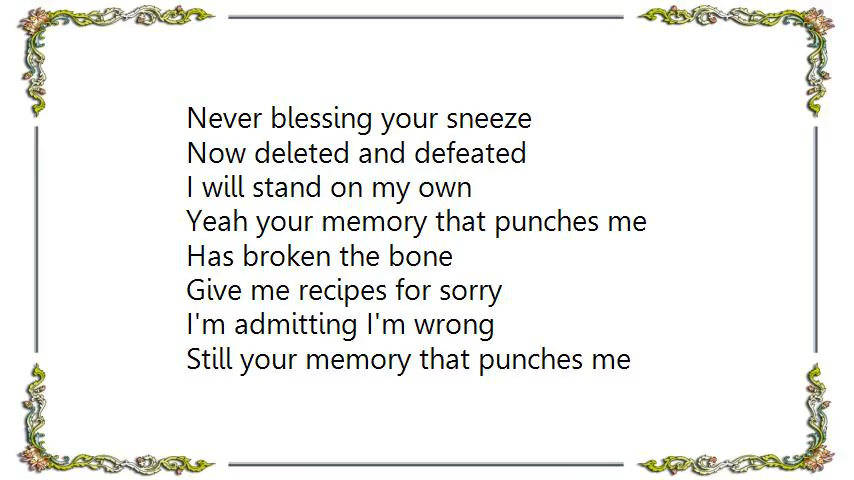 Never blessing your sneeze
Now deleted and defeated
I will stand on my own
Yeah your memory that punches me
Has broken the bone
Give me recipes for sorry
I'm admitting I'm wrong
Still your memory that punches me